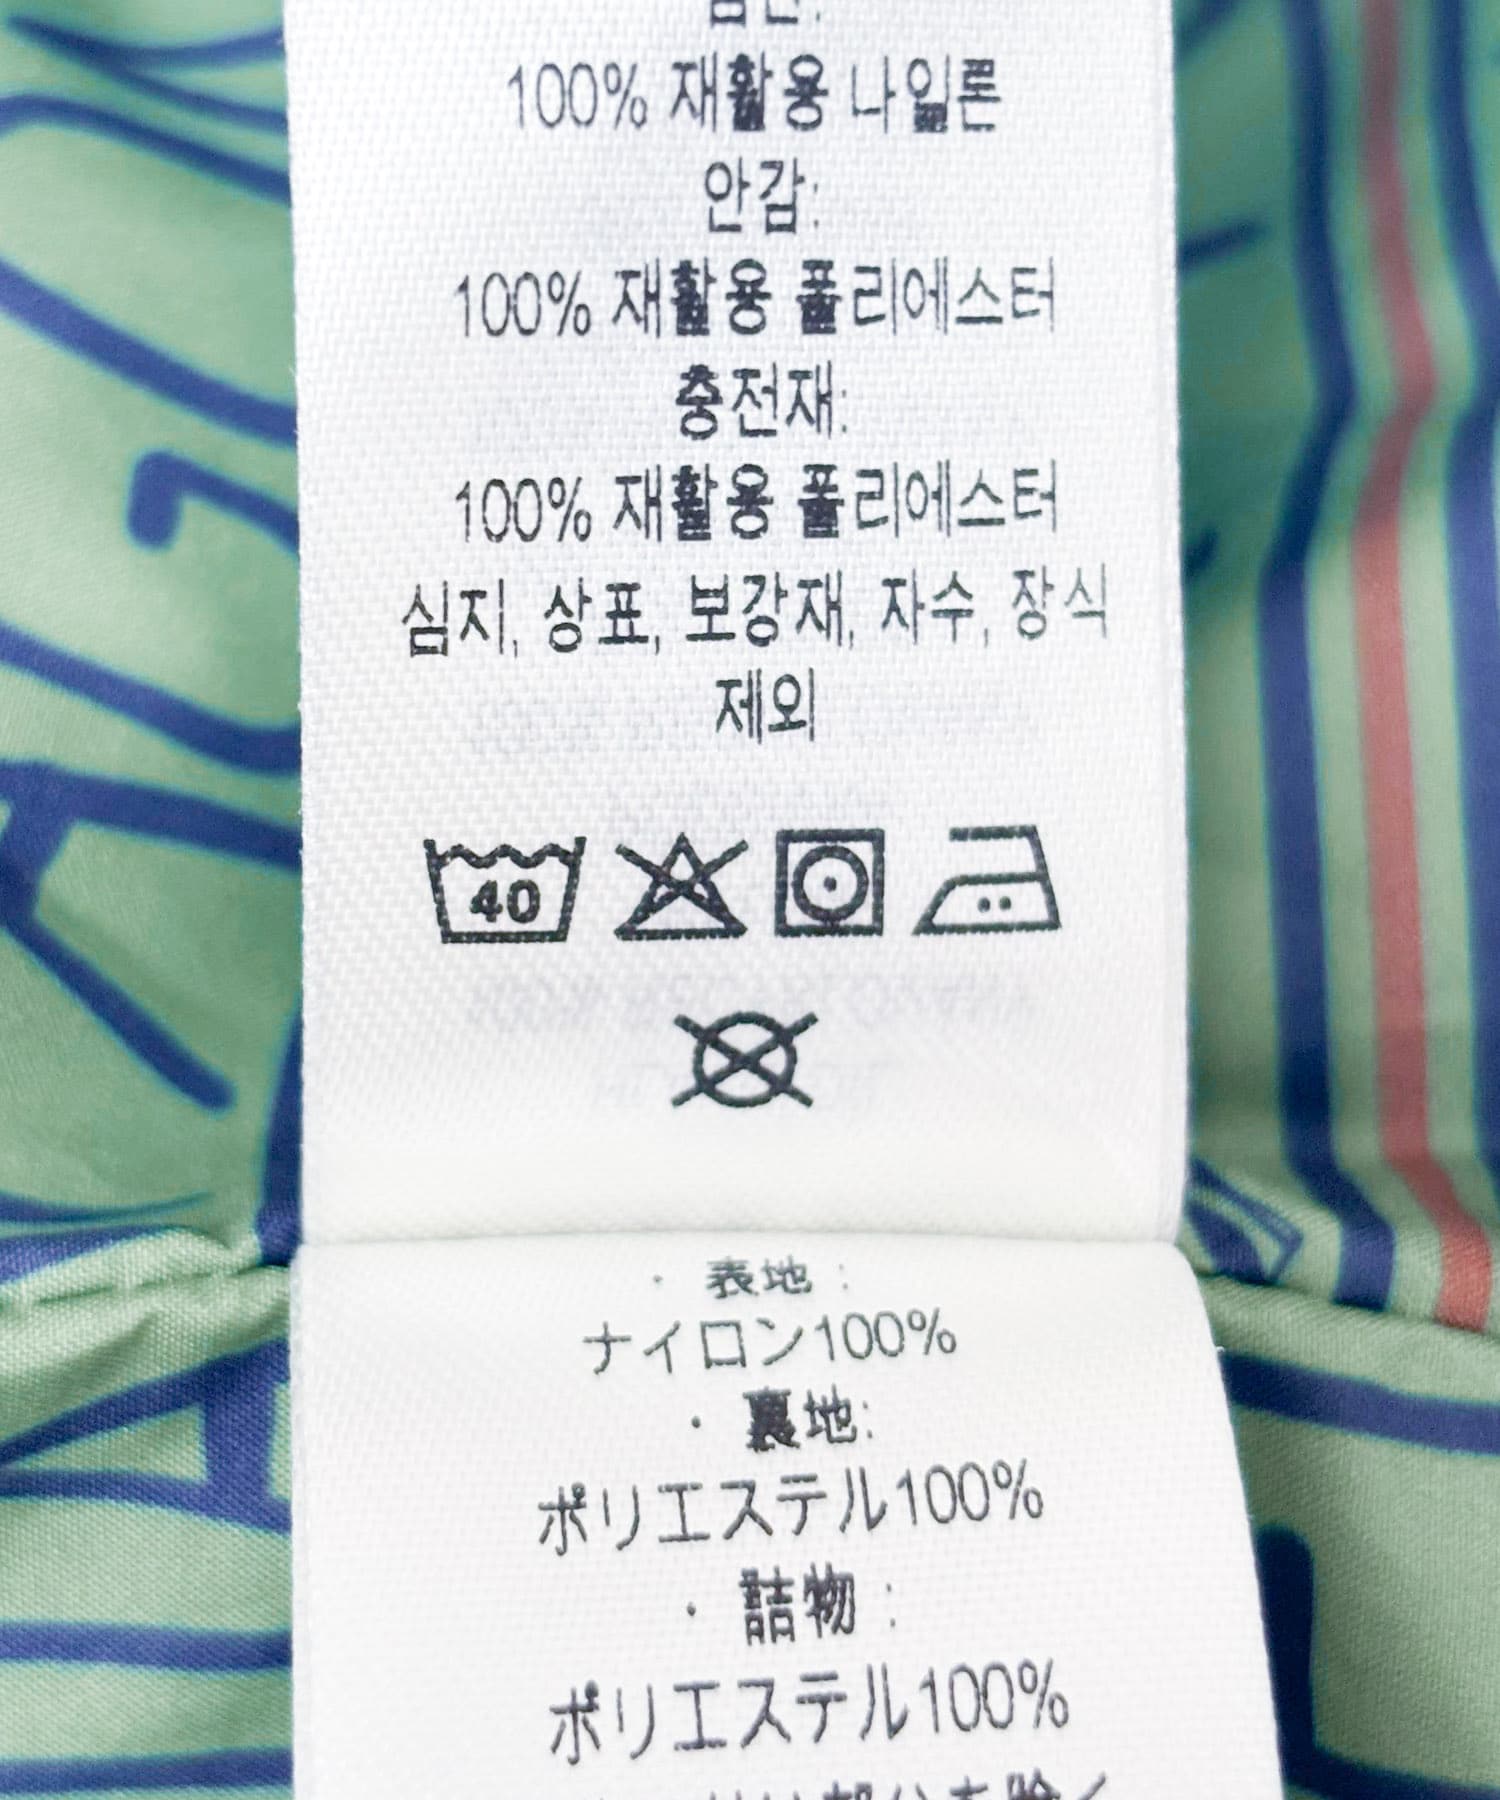 100% 재활용 나일론
안감:
100% 재활용 폴리에스터
충전재:
100% 재활용 폴리에스터
심지, 상표, 보강재, 자수, 장식
제외
40
・表地:
ナイロン100%
・裏地:
ポリエステル100%
・詰物:
ポリエステル100%